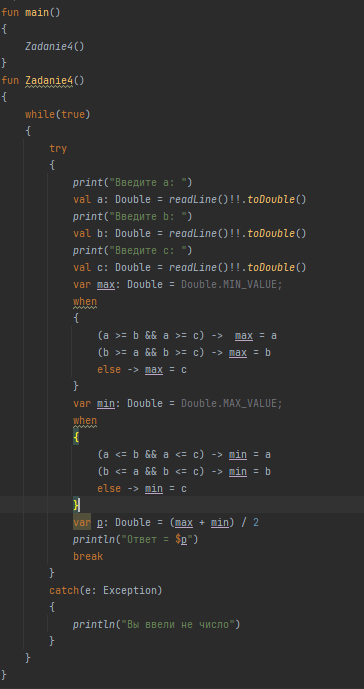 fun main()
{
    Zadanie4()
}
fun Zadanie4()
{
    while(true)
    {
        try
        {
            print("Введите a: ")
            val a: Double = readLine()!!.toDouble()
            print("Введите b: ")
            val b: Double = readLine()!!.toDouble()
            print("Введите c: ")
            val c: Double = readLine()!!.toDouble()
            var max: Double = Double.MIN_VALUE;
            when
            {
                (a >= b && a >= c) ->  max = a
                (b >= a && b >= c) -> max = b
                else -> max = c
            }
            var min: Double = Double.MAX_VALUE;
            when
            {
                (a <= b && a <= c) -> min = a
                (b <= a && b <= c) -> min = b
                else -> min = c
            }
            var p: Double = (max + min) / 2
            println("Ответ = $p")
            break
        }
        catch(e: Exception)
        {
            println("Вы ввели не число")
        }
    }
}